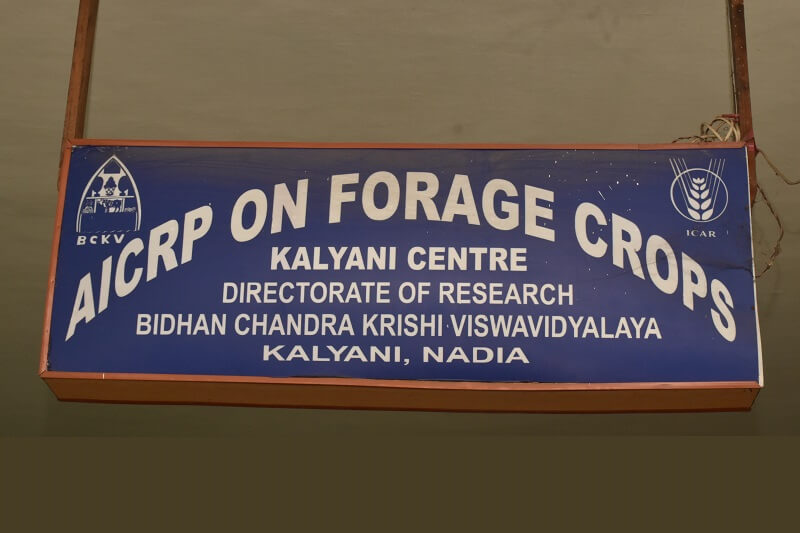 BCKV
ICAR
AICRP ON FORAGE CROPS
KALYANI CENTRE
DIRECTORATE OF RESEARCH
BIDHAN CHANDRA KRISHI VISWAVIDYALAYA
KALYANI, NADIA